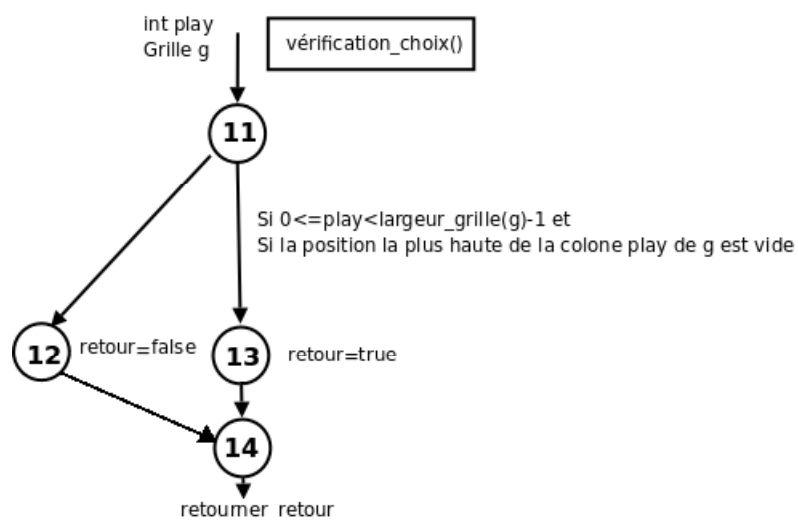 int play
Grille g
vérification_choix()
11
Si 0<=play<largeur_grille(g)-1 et
Si la position la plus haute de la colone play de g est vide
12
retour=false
13
retour=true
14
retourner retour